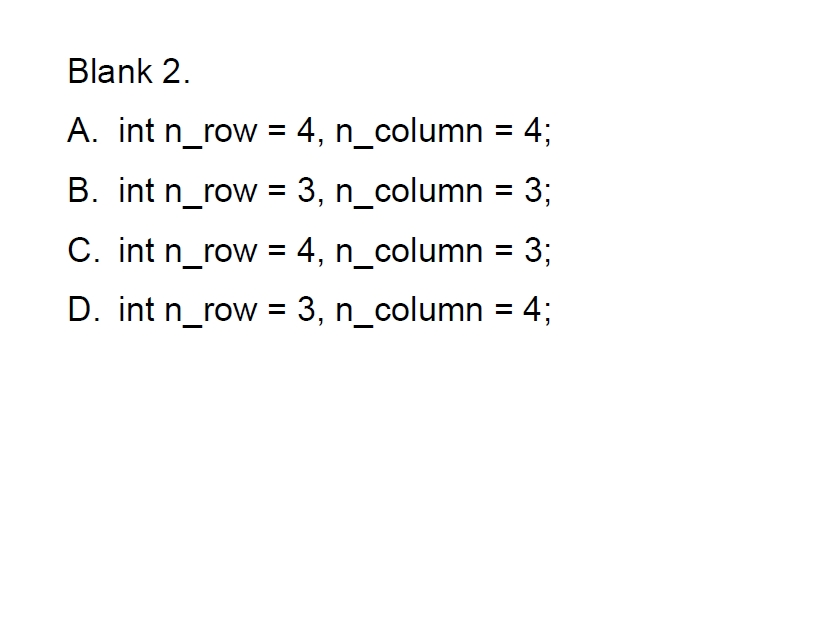 Blank 2.
A. int n_row = 4, n_column = 4;
B. int n_row = 3, n_column = 3;
C. int n_row = 4, n_column = 3;
D. int n_row = 3, n_column = 4;